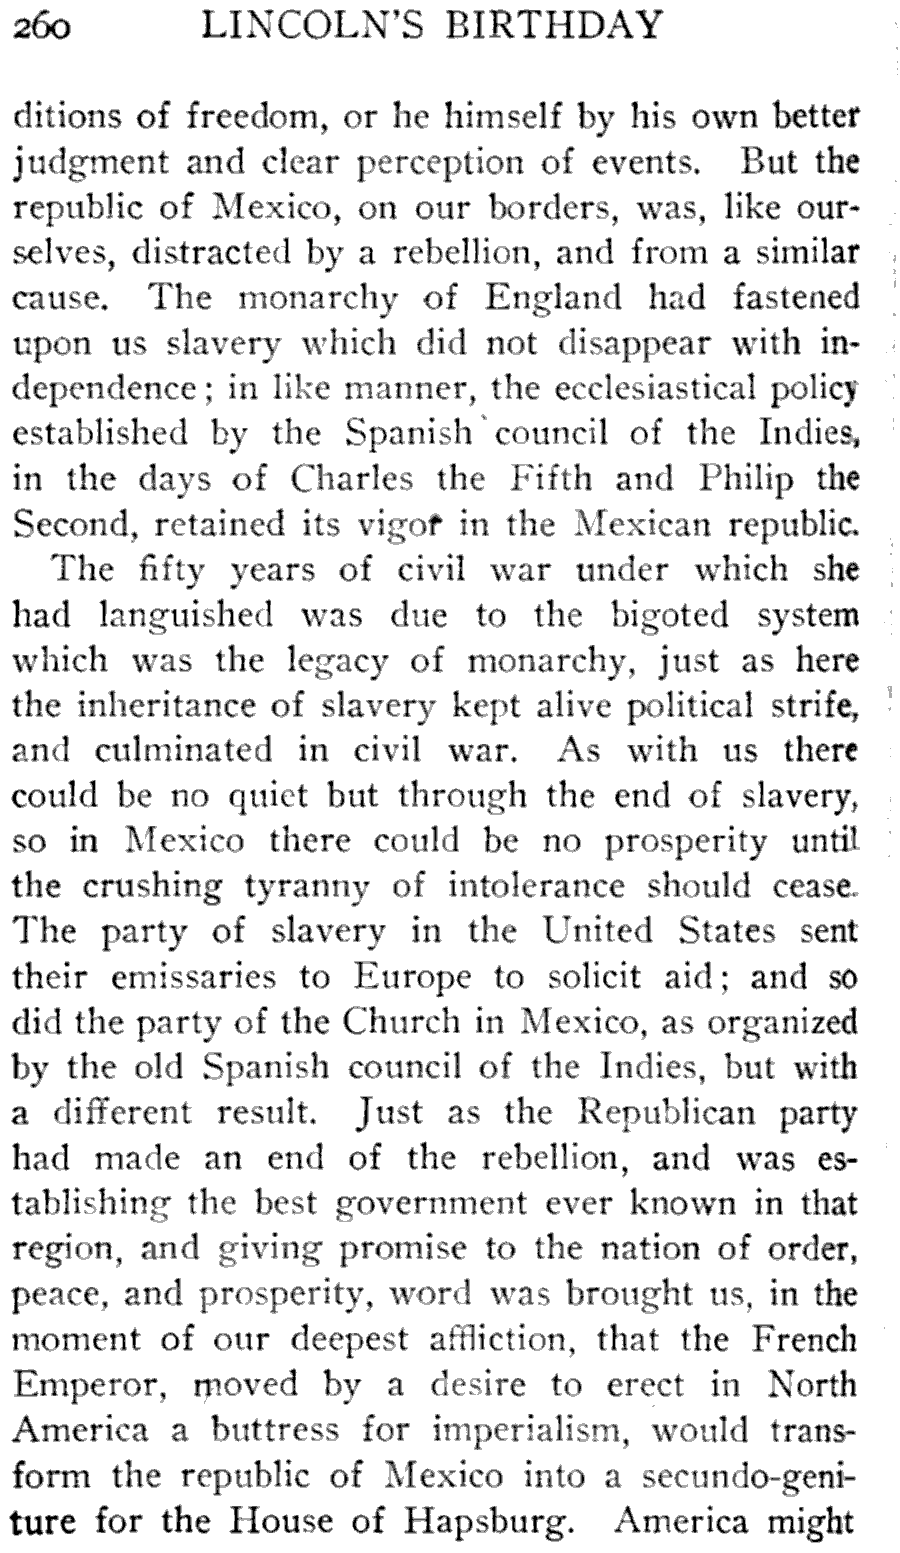 260 LINCOLN'S BIRTHDAY
ditions of freedom, or he himself by his own better
judgment and clear perception of events. But the
republic of Mexico, on our borders, was, like our-
selves, distracted by a rebellion, and from a similar
cause. The monarchy of England had fastened
upon us slavery which did not disappear with in-
dependence; in like manner, the ecclesiastical policy
established by the Spanish council of the Indies,
in the days of Charles the Fifth and Philip the
Second, retained its vigor in the Mexican republic.
The fifty years of civil war under which she
had languished was due to the bigoted system
which was the legacy of monarchy, just as here
the inheritance of slavery kept alive political strife,
and culminated in civil war. As with us there
could be no quiet but through the end of slavery,
so in Mexico there could be no prosperity until
the crushing tyranny of intolerance should cease.
The party of slavery in the United States sent
their emissaries to Europe to solicit aid; and so
did the party of the Church in Mexico, as organized
by the old Spanish council of the Indies, but with
a different result. Just as the Republican party
had made an end of the rebellion, and was es-
tablishing the best government ever known in that
region, and giving promise to the nation of order,
peace, and prosperity, word was brought us, in the
moment of our deepest affliction, that the French
Emperor, moved by a desire to erect in North
America a buttress for imperialism, would trans-
form the republic of Mexico into a secundo-geni-
ture for the House of Hapsburg. America might